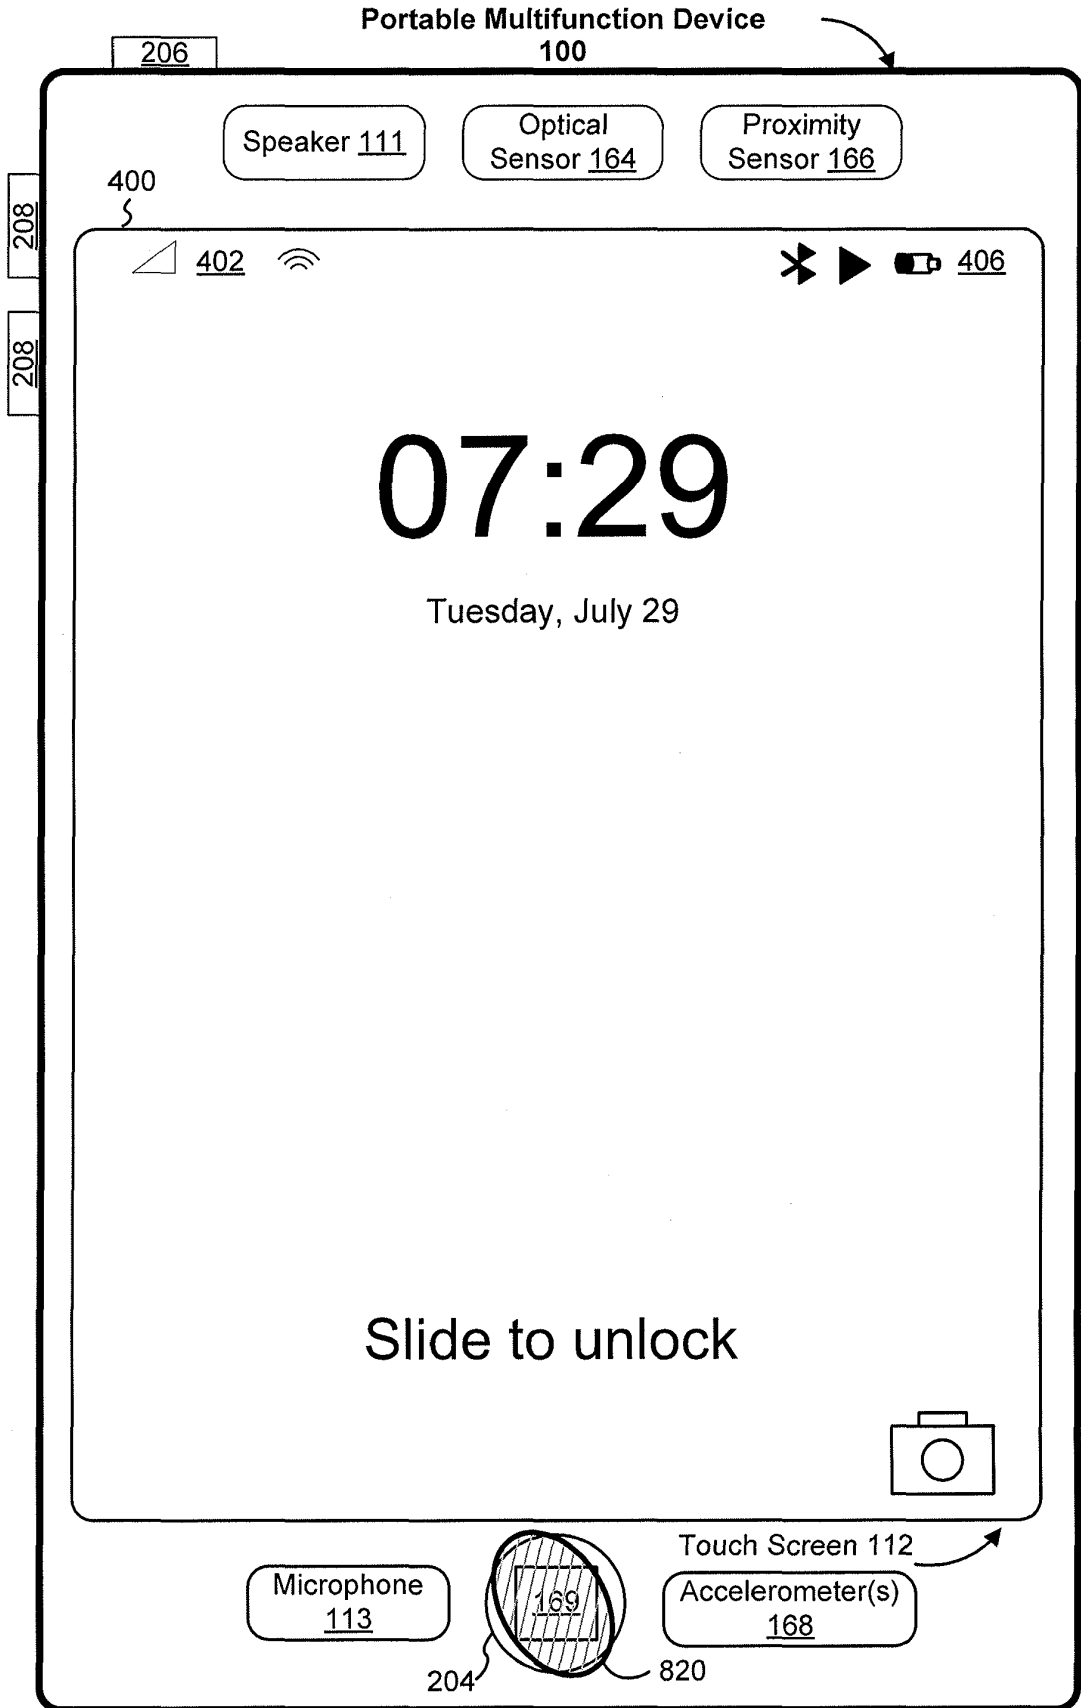 Portable Multifunction Device
100
206
Speaker 111
Optical
Sensor 164
Proximity
Sensor 166
400
208
402
406
208
07:29
Tuesday, July 29
Slide to unlock
Touch Screen 112
Microphone
113
169
Accelerometer(s)
168
204
820